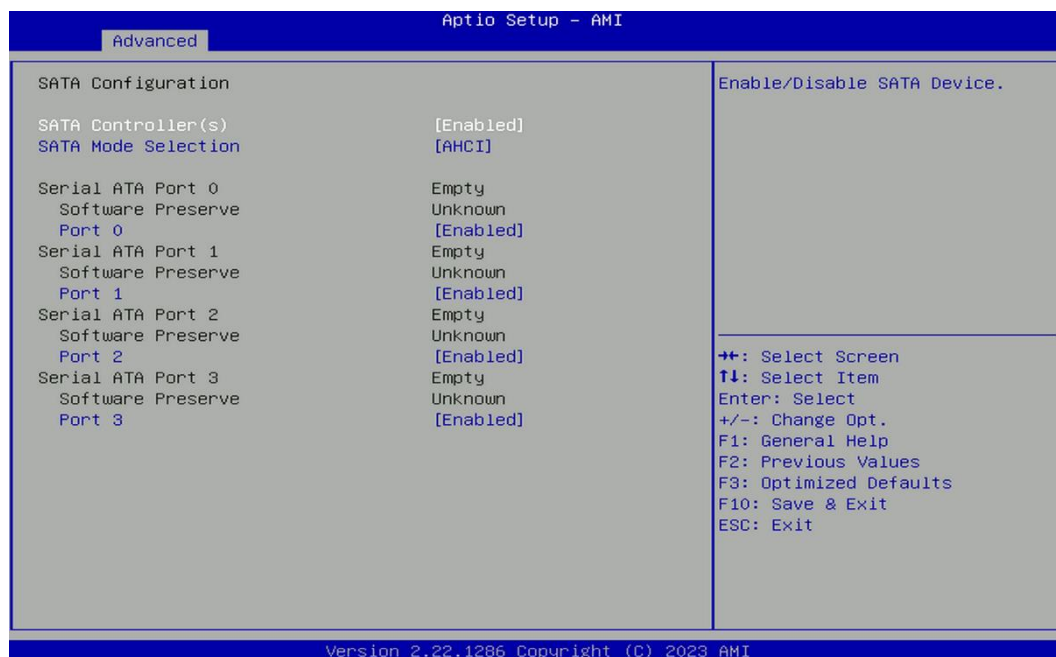 Aptio Setup – AMI
Advanced
SATA Configuration
SATA Controller(s) [Enabled]
SATA Mode Selection [AHCI]
Serial ATA Port 0 Empty
Software Preserve Unknown
Port 0 [Enabled]
Serial ATA Port 1 Empty
Software Preserve Unknown
Port 1 [Enabled]
Serial ATA Port 2 Empty
Software Preserve Unknown
Port 2 [Enabled]
Serial ATA Port 3 Empty
Software Preserve Unknown
Port 3 [Enabled]
Enable/Disable SATA Device.
→←: Select Screen
↑↓: Select Item
Enter: Select
+/-: Change Opt.
F1: General Help
F2: Previous Values
F3: Optimized Defaults
F10: Save & Exit
ESC: Exit
Version 2.22.1286 Copyright (C) 2023 AMI